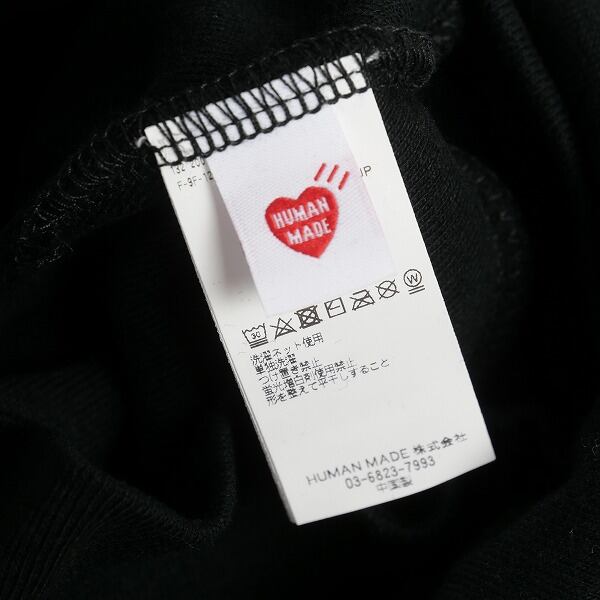 HUMAN
MADE
30
W
洗濯ネット使用
単独洗濯
つけ置き禁止
蛍光増白剤使用禁止
形を整えて平干しすること
HUMAN MADE 株式会社
03-6823-7993
中国製